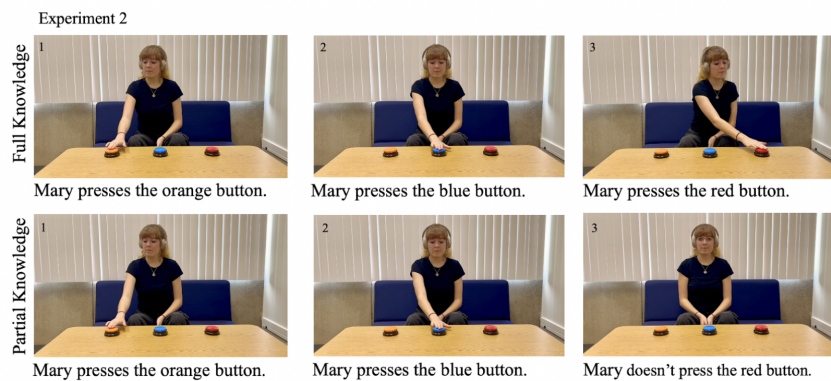 Experiment 2
Full Knowledge
1
2
3
Mary presses the orange button.
Mary presses the blue button.
Mary presses the red button.
Partial Knowledge
1
2
3
Mary presses the orange button.
Mary presses the blue button.
Mary doesn't press the red button.